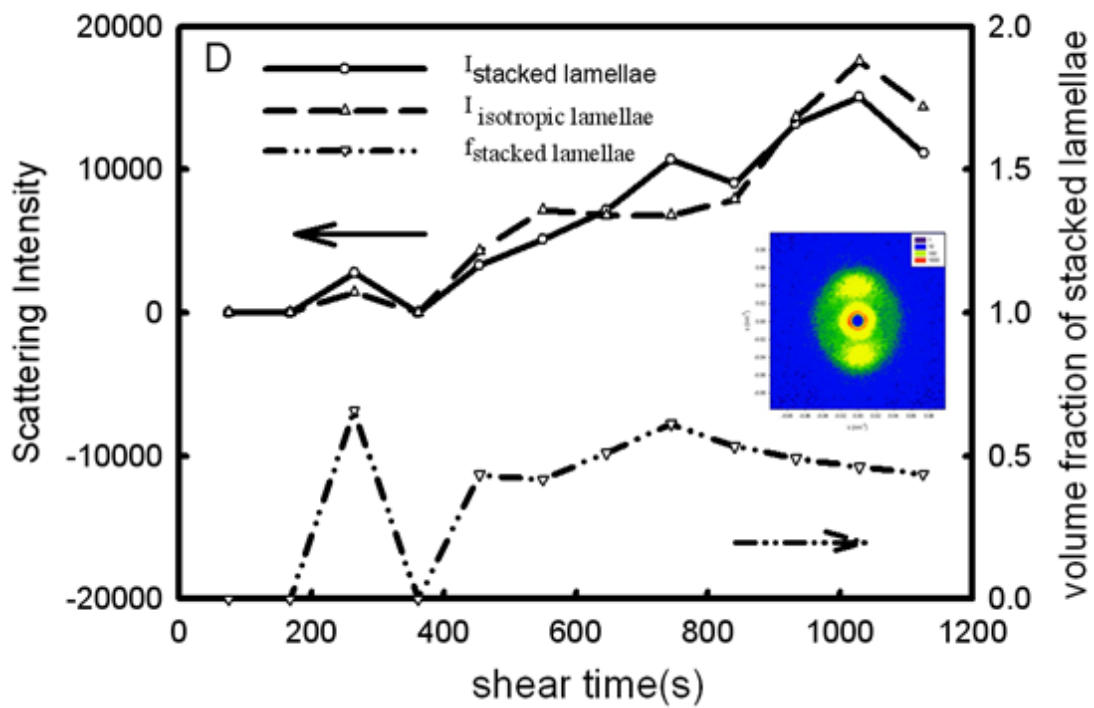 D
I stacked lamellae
I isotropic lamellae
f stacked lamellae
20000
10000
0
-10000
-20000
2.0
1.5
1.0
0.5
0.0
0
200
400
600
800
1000
1200
Scattering Intensity
volume fraction of stacked lamellae
shear time(s)